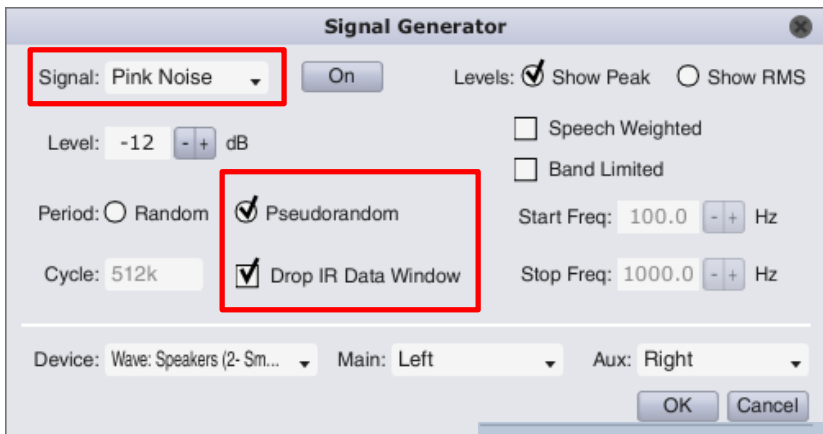 Signal Generator
Signal: Pink Noise On Levels: Show Peak Show RMS
Level: -12 - + dB Speech Weighted
Band Limited
Period: Random Pseudorandom Start Freq: 100.0 - + Hz
Cycle: 512k Drop IR Data Window Stop Freq: 1000.0 - + Hz
Device: Wave: Speakers (2- Sm... Main: Left Aux: Right
OK Cancel